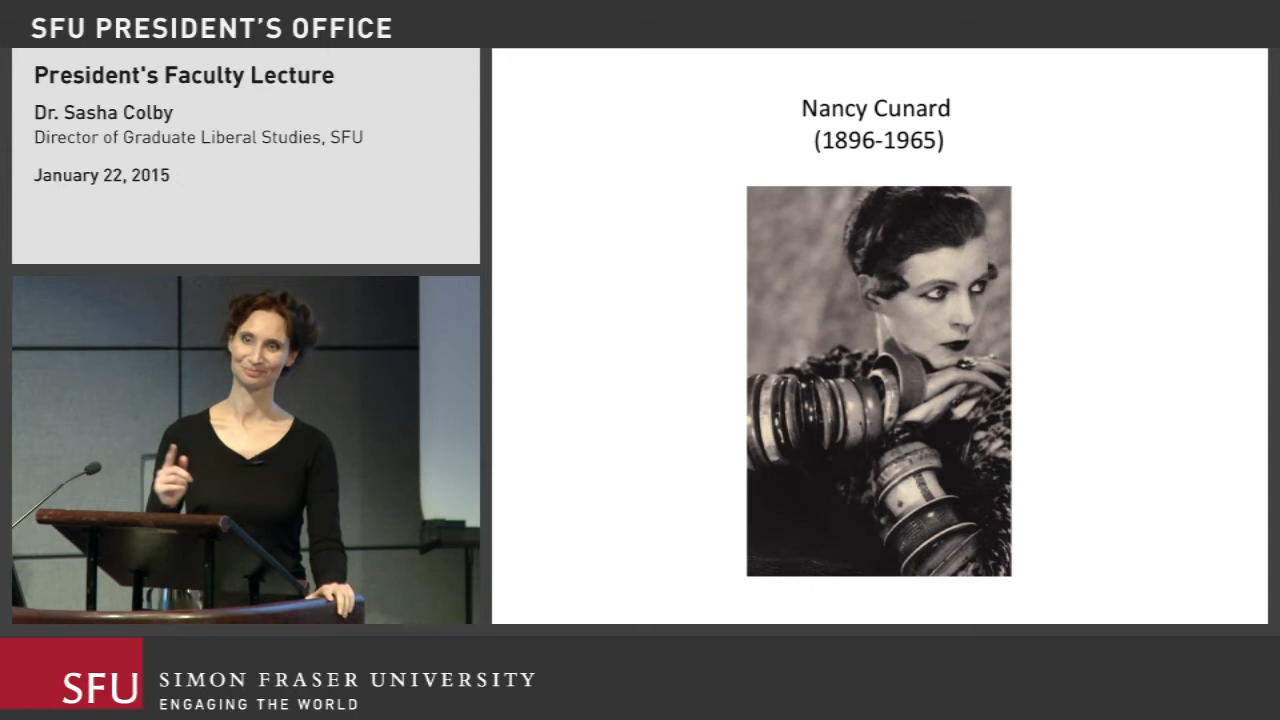 SFU PRESIDENT'S OFFICE
President's Faculty Lecture
Dr. Sasha Colby
Director of Graduate Liberal Studies, SFU
January 22, 2015
Nancy Cunard
(1896-1965)
SFU SIMON FRASER UNIVERSITY
ENGAGING THE WORLD